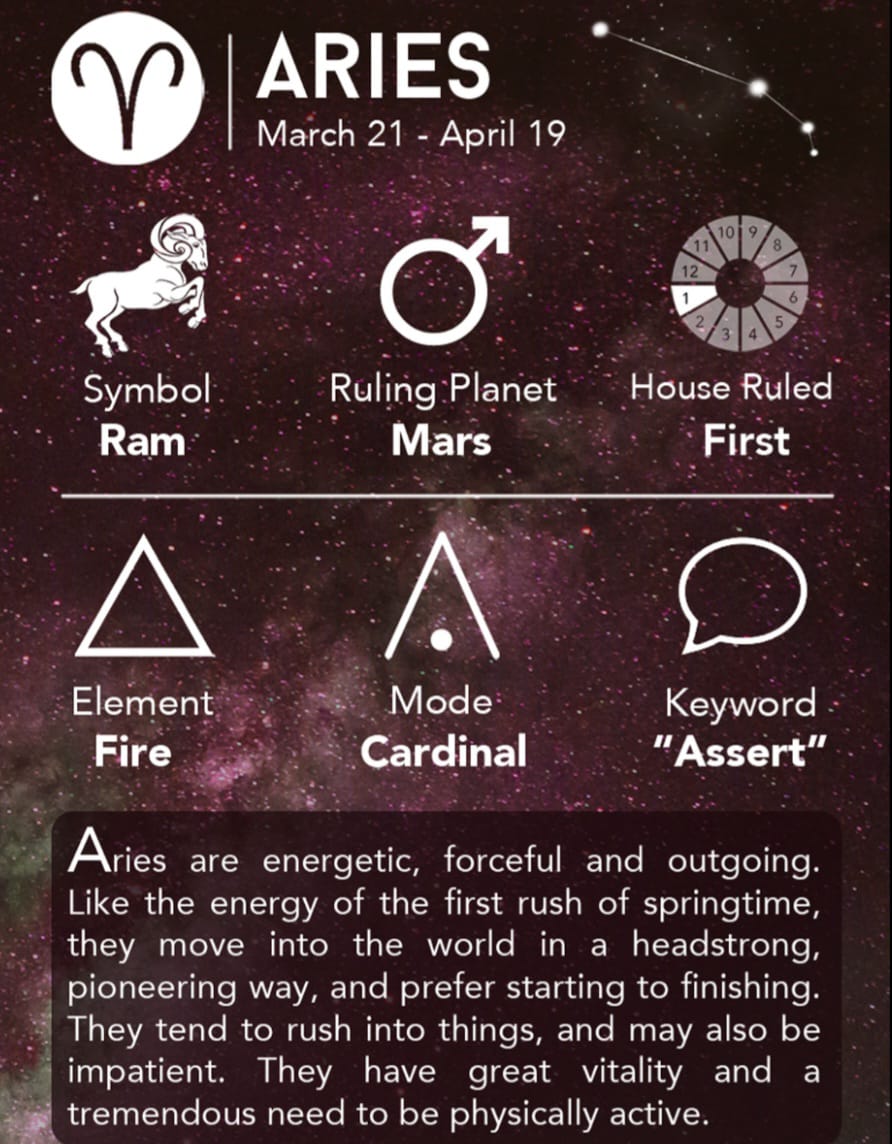 ARIES
March 21 - April 19
10 9
11 8
12 7
1 6
2 5
3 4
Symbol Ruling Planet House Ruled
Ram Mars First
Element Mode Keyword
Fire Cardinal “Assert”
Aries are energetic, forceful and outgoing.
Like the energy of the first rush of springtime,
they move into the world in a headstrong,
pioneering way, and prefer starting to finishing.
They tend to rush into things, and may also be
impatient. They have great vitality and a
tremendous need to be physically active.